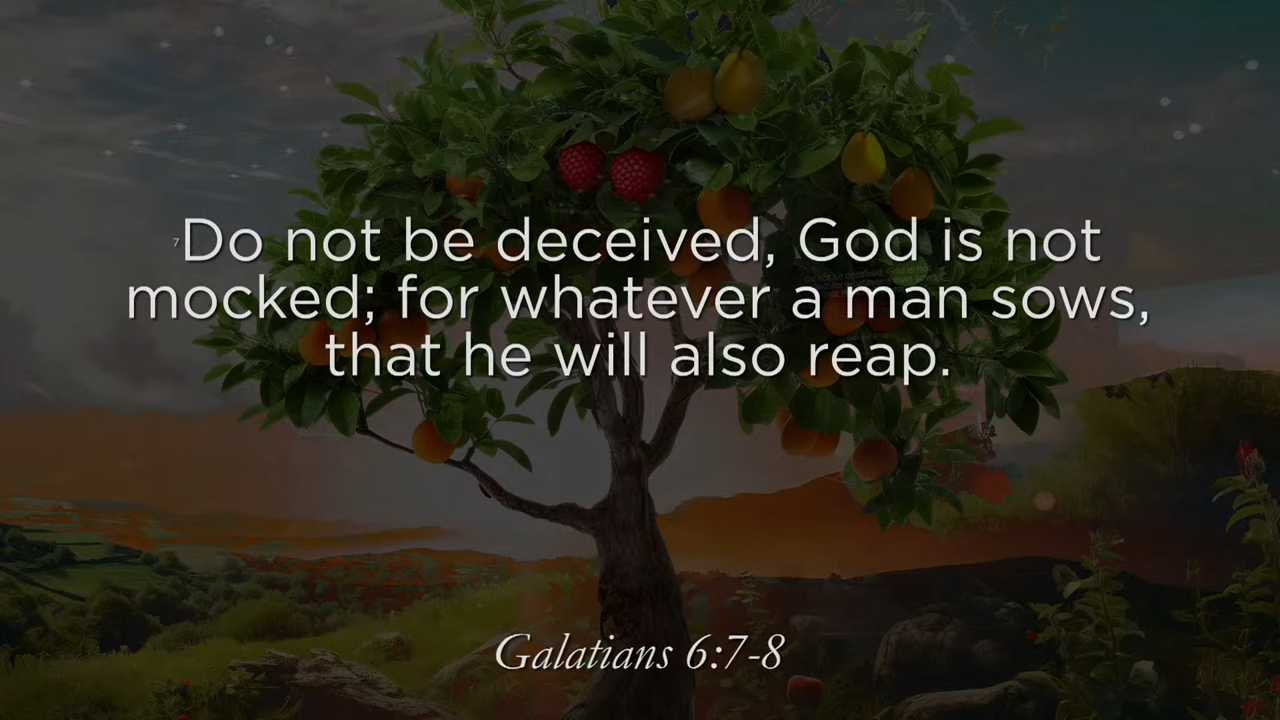 7Do not be deceived, God is not
mocked; for whatever a man sows,
that he will also reap.
Galatians 6:7-8